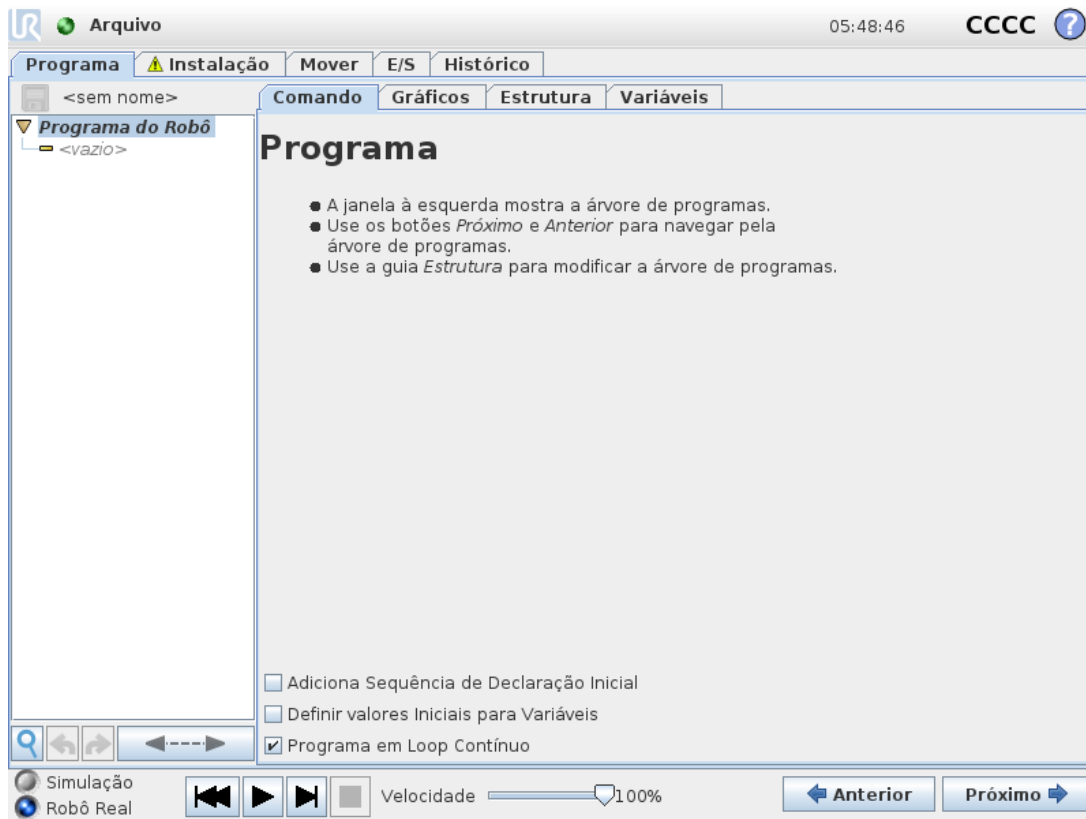 UR Arquivo 05:48:46 CCCC ?
Programa Instalação Mover E/S Histórico
<sem nome> Comando Gráficos Estrutura Variáveis
Programa do Robô
<vazio>
Programa
A janela à esquerda mostra a árvore de programas.
Use os botões Próximo e Anterior para navegar pela
árvore de programas.
Use a guia Estrutura para modificar a árvore de programas.
Adiciona Sequência de Declaração Inicial
Definir valores Iniciais para Variáveis
Programa em Loop Contínuo
Simulação
Robô Real
Velocidade 100% Anterior Próximo